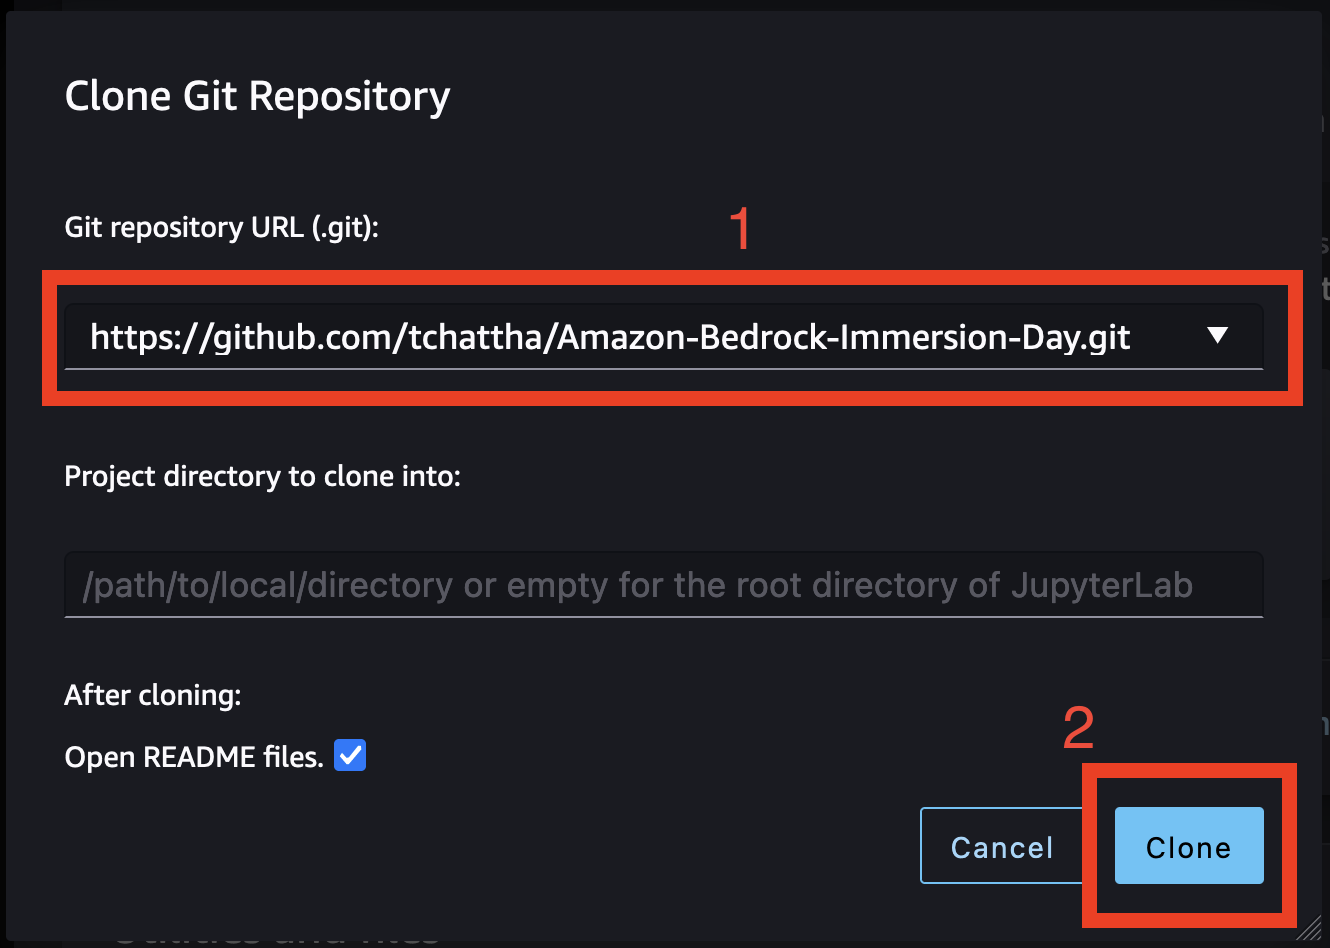 Clone Git Repository
Git repository URL (.git):
1
https://github.com/tchattha/Amazon-Bedrock-Immersion-Day.git
Project directory to clone into:
/path/to/local/directory or empty for the root directory of JupyterLab
After cloning:
Open README files.
2
Cancel
Clone